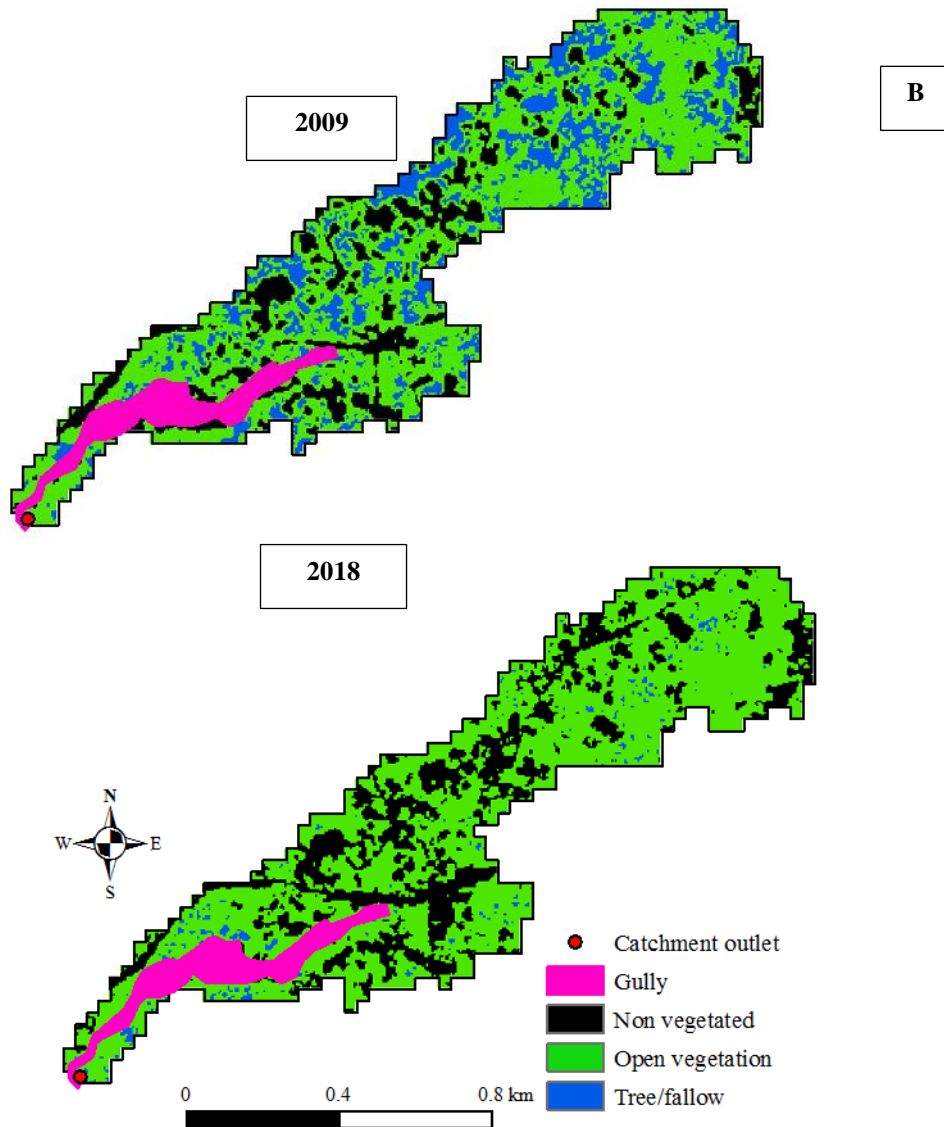 2009
B
2018
N
W E
S
Catchment outlet
Gully
Non vegetated
Open vegetation
Tree/fallow
0 0.4 0.8 km